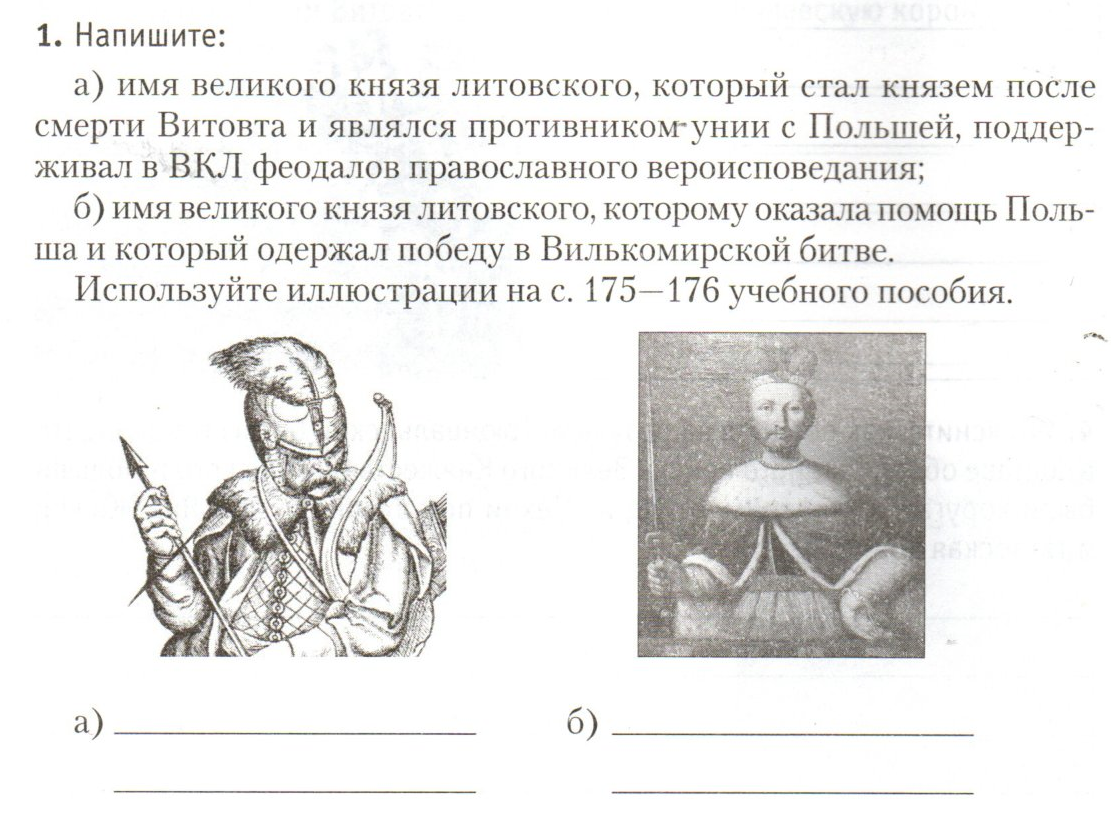 1. Напишите:
а) имя великого князя литовского, который стал князем после
смерти Витовта и являлся противником унии с Польшей, поддер-
живал в ВКЛ феодалов православного вероисповедания;
б) имя великого князя литовского, которому оказала помощь Поль-
ша и который одержал победу в Вилькомирской битве.
Используйте иллюстрации на с. 175—176 учебного пособия.
а)
б)